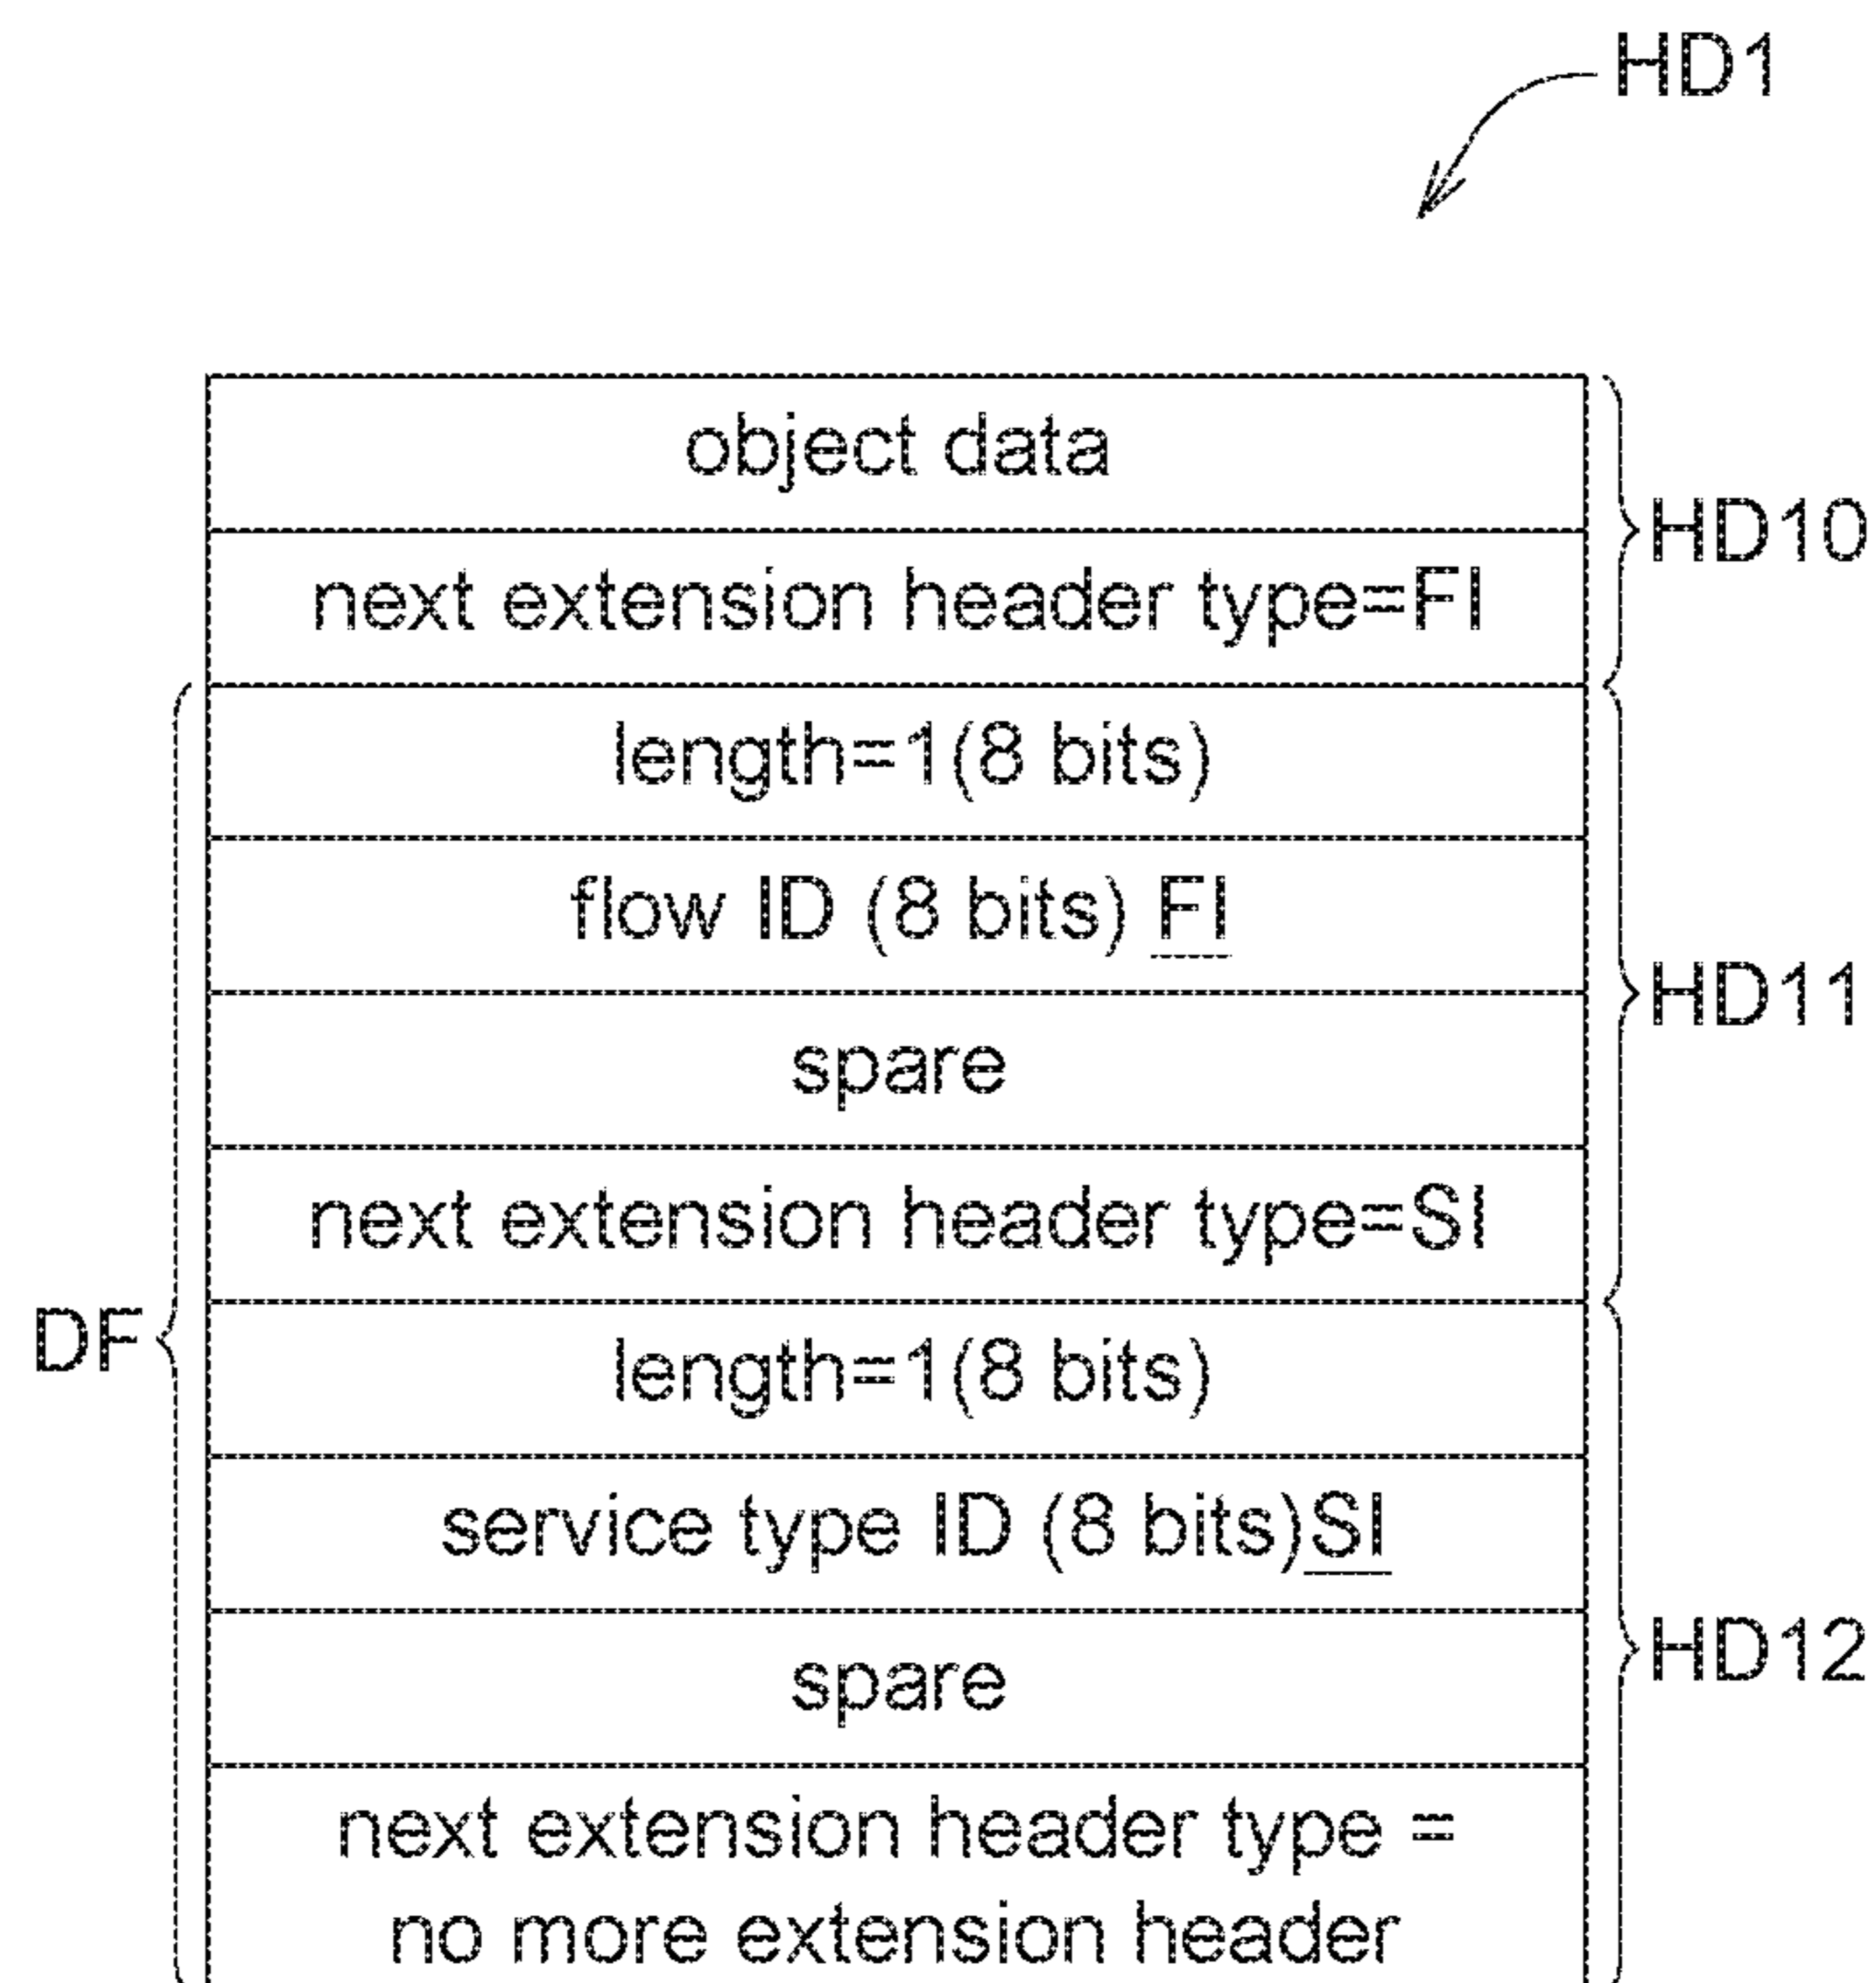 HD1
object data
HD10
next extension header type=FI
length=1(8 bits)
flow ID (8 bits) FI
HD11
spare
next extension header type=SI
DF
length=1(8 bits)
service type ID (8 bits)SI
HD12
spare
next extension header type =
no more extension header